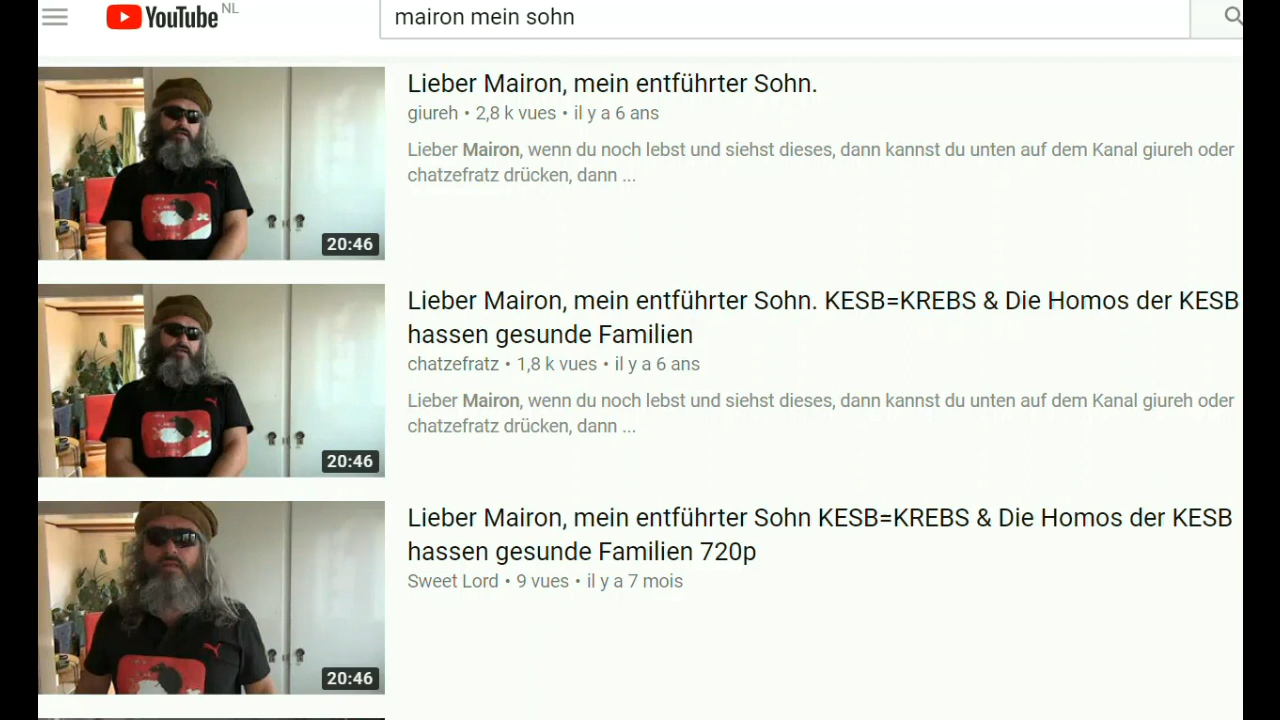 YouTube NL
mairon mein sohn
Lieber Mairon, mein entführter Sohn.
giureh • 2,8 k vues • il y a 6 ans
Lieber Mairon, wenn du noch lebst und siehst dieses, dann kannst du unten auf dem Kanal giureh oder
chatzefratz drücken, dann ...
20:46
Lieber Mairon, mein entführter Sohn. KESB=KREBS & Die Homos der KESB
hassen gesunde Familien
chatzefratz • 1,8 k vues • il y a 6 ans
Lieber Mairon, wenn du noch lebst und siehst dieses, dann kannst du unten auf dem Kanal giureh oder
chatzefratz drücken, dann ...
20:46
Lieber Mairon, mein entführter Sohn KESB=KREBS & Die Homos der KESB
hassen gesunde Familien 720p
Sweet Lord • 9 vues • il y a 7 mois
20:46